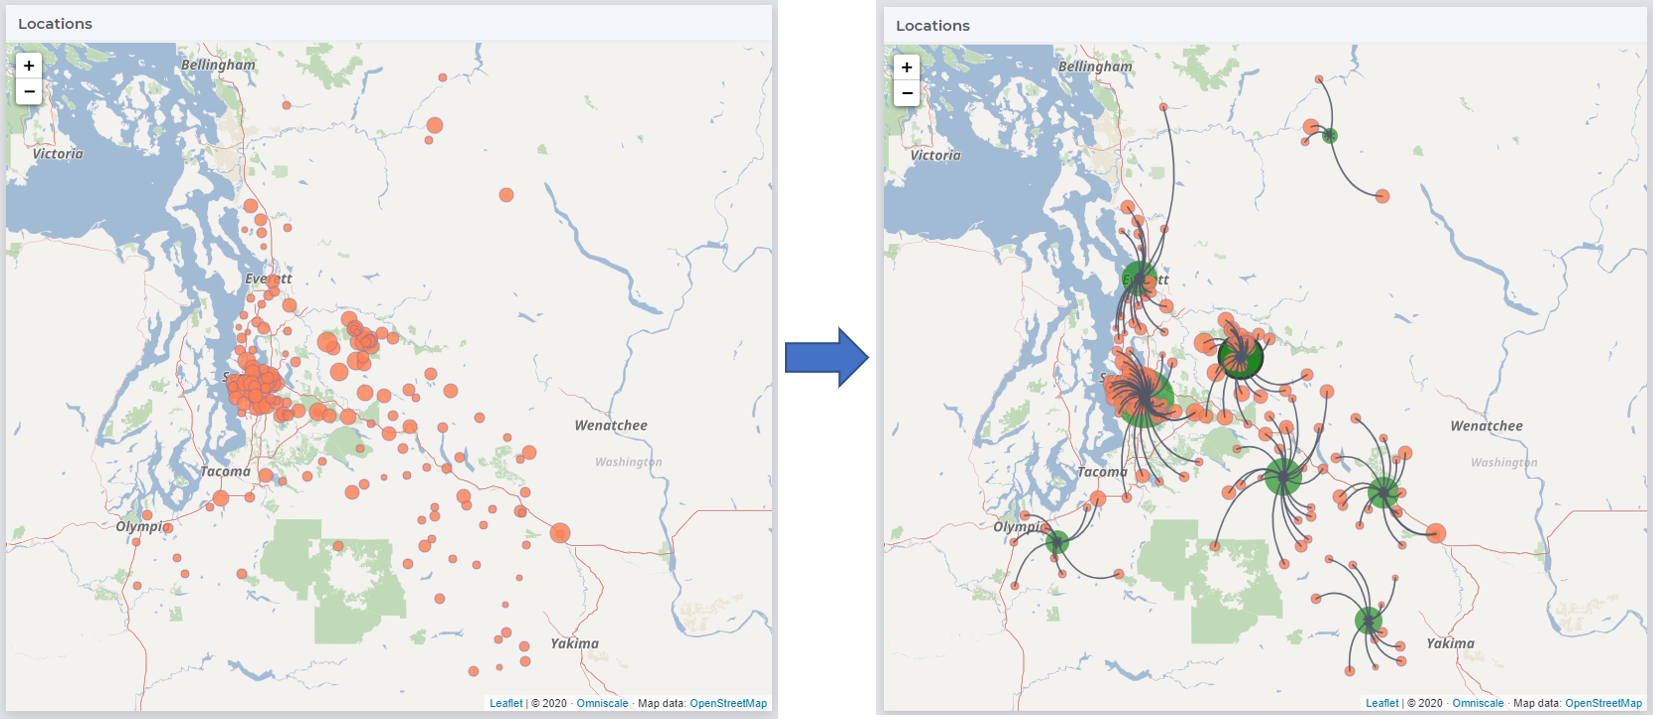 Locations
+
−
Bellingham
Victoria
Everett
Wenatchee
Washington
Tacoma
Olympia
Yakima
Leaflet | © 2020 · Omniscale · Map data: OpenStreetMap
Locations
+
−
Bellingham
Victoria
Wenatchee
Washington
Tacoma
Olympia
Yakima
Leaflet | © 2020 · Omniscale · Map data: OpenStreetMap